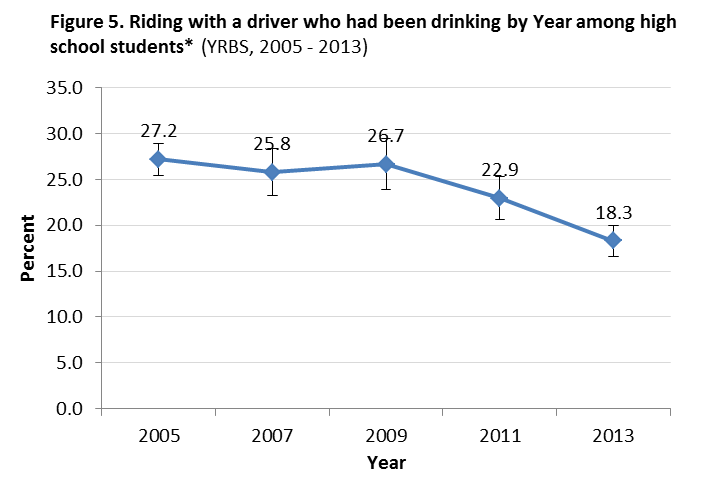 Figure 5. Riding with a driver who had been drinking by Year among high
school students* (YRBS, 2005 - 2013)
35.0
30.0
25.0
20.0
15.0
10.0
5.0
0.0
Percent
27.2
25.8
26.7
22.9
18.3
2005 2007 2009 2011 2013
Year